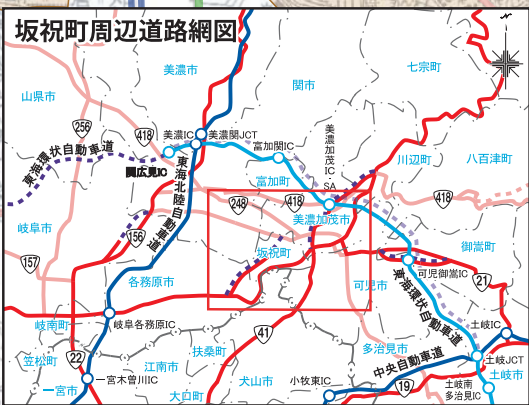 坂祝町周辺道路網図
美濃市
関市
七宗町
山県市
256
418
美濃IC
美濃関JCT
富加関IC
美濃加茂IC
SA
川辺町
八百津町
東海環状自動車道
関広見IC
東海北陸自動車道
富加町
248
418
418
美濃加茂市
岐阜市
156
坂祝町
御嵩町
157
各務原市
可児市
可児御嵩IC
21
東海環状自動車道
岐南町
岐阜各務原IC
41
土岐IC
笠松町
22
扶桑町
多治見市
土岐JCT
江南市
中央自動車道
一宮木曽川IC
犬山市
小牧東IC
19
土岐南
多治見IC
土岐市
一宮市
大口町